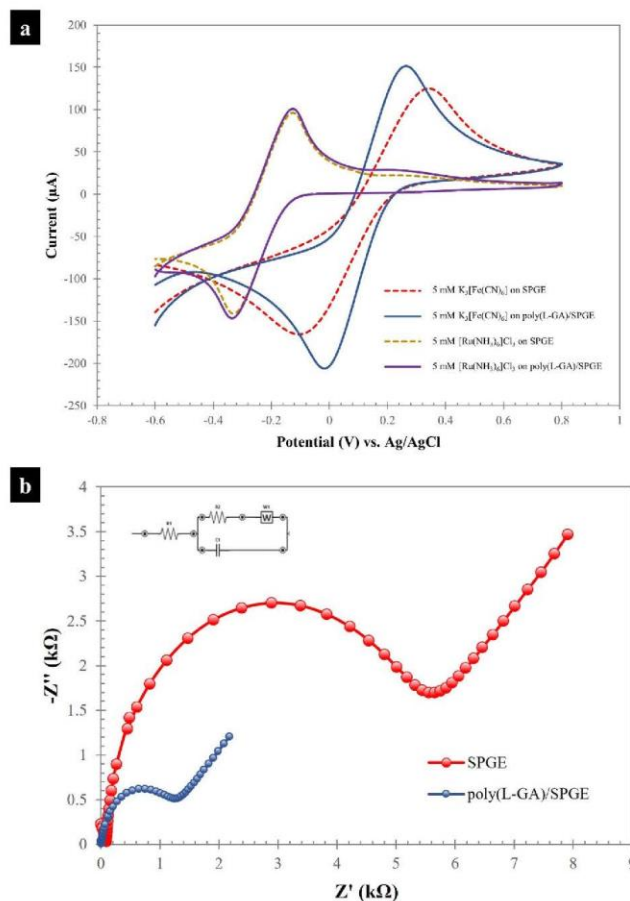 a
200
150
100
50
0
-50
-100
-150
-200
-250
Current (µA)
5 mM K3[Fe(CN)6] on SPGE
5 mM K3[Fe(CN)6] on poly(L-GA)/SPGE
5 mM [Ru(NH3)6]Cl3 on SPGE
5 mM [Ru(NH3)6]Cl3 on poly(L-GA)/SPGE
-0.8 -0.6 -0.4 -0.2 0 0.2 0.4 0.6 0.8 1
Potential (V) vs. Ag/AgCl
b
4
3.5
3
2.5
2
1.5
1
0.5
0
-Z'' (kΩ)
W
SPGE
poly(L-GA)/SPGE
0 1 2 3 4 5 6 7 8 9
Z' (kΩ)